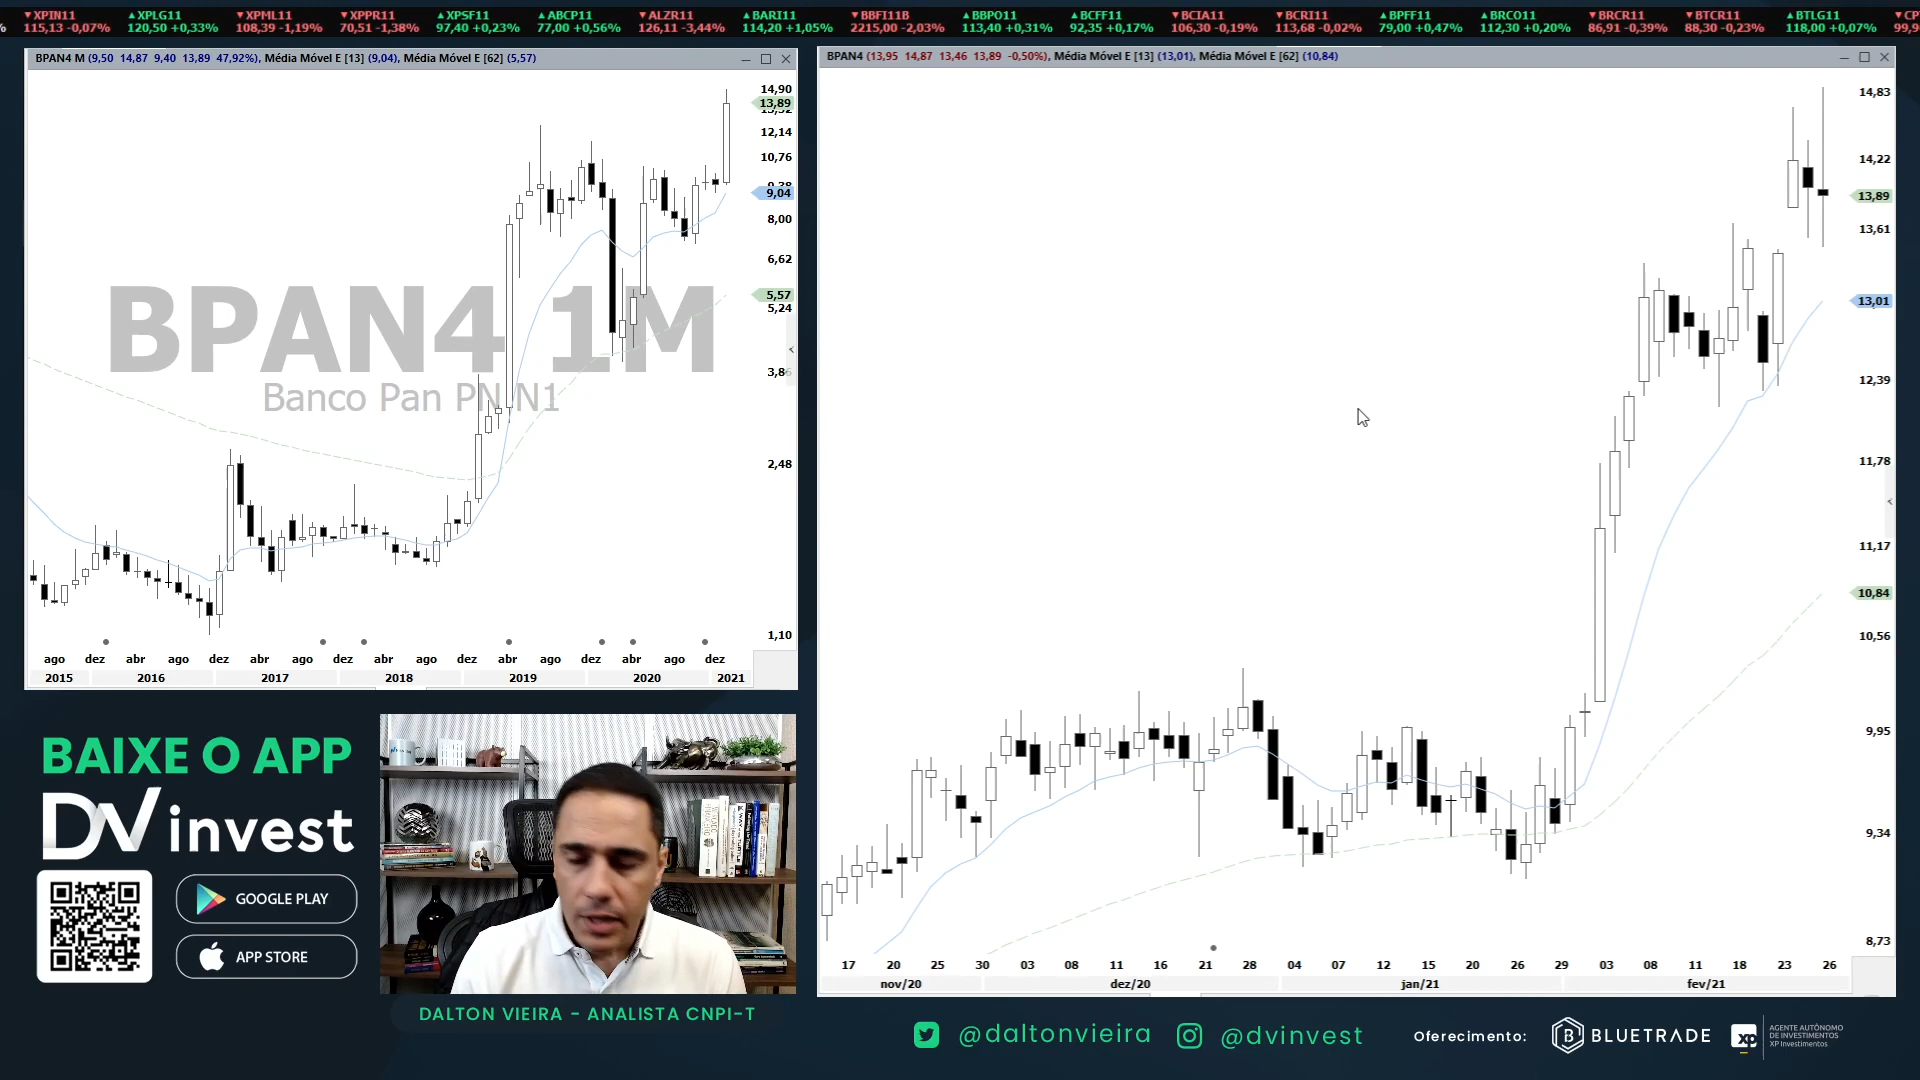 ▼XPIN11 ▲XPLG11 ▼XPML11 ▼XPPR11 ▲XPSF11 ▲ABCP11 ▼ALZR11 ▲BARI11 ▼BBFI11B ▲BBPO11 ▲BCFF11 ▼BCIA11 ▼BCRI11 ▲BPFF11 ▲BRCO11 ▼BRCR11 ▼BTCR11 ▲BTLG11 ▼CP
% 115,13 -0,07% 120,50 +0,33% 108,39 -1,19% 70,51 -1,38% 97,40 +0,23% 77,00 +0,56% 126,11 -3,44% 114,20 +1,05% 2215,00 -2,03% 113,40 +0,31% 92,35 +0,17% 106,30 -0,19% 113,68 -0,02% 79,00 +0,47% 112,30 +0,20% 86,91 -0,39% 88,30 -0,23% 118,00 +0,07% 99,9
BPAN4 M (9,50 14,87 9,40 13,89 47,92%), Média Móvel E [13] (9,04), Média Móvel E [62] (5,57)
14,90
13,89
12,14
10,76
9,04
8,00
6,62
5,57
5,24
3,86
2,48
1,10
BPAN4 1M
Banco Pan PN N1
ago dez abr ago dez abr ago dez abr ago dez abr ago dez abr ago dez
2015 2016 2017 2018 2019 2020 2021
BPAN4 (13,95 14,87 13,46 13,89 -0,50%), Média Móvel E [13] (13,01), Média Móvel E [62] (10,84)
14,83
14,22
13,89
13,61
13,01
12,39
11,78
11,17
10,84
10,56
9,95
9,34
8,73
17 20 25 30 03 08 11 16 21 28 04 07 12 15 20 26 29 03 08 11 18 23 26
nov/20 dez/20 jan/21 fev/21
BAIXE O APP
DV invest
GOOGLE PLAY
APP STORE
DALTON VIEIRA - ANALISTA CNPI-T
@daltonvieira
@dvinvest
Oferecimento:
BLUETRADE
xp
AGENTE AUTÔNOMO
DE INVESTIMENTOS
XP Investimentos